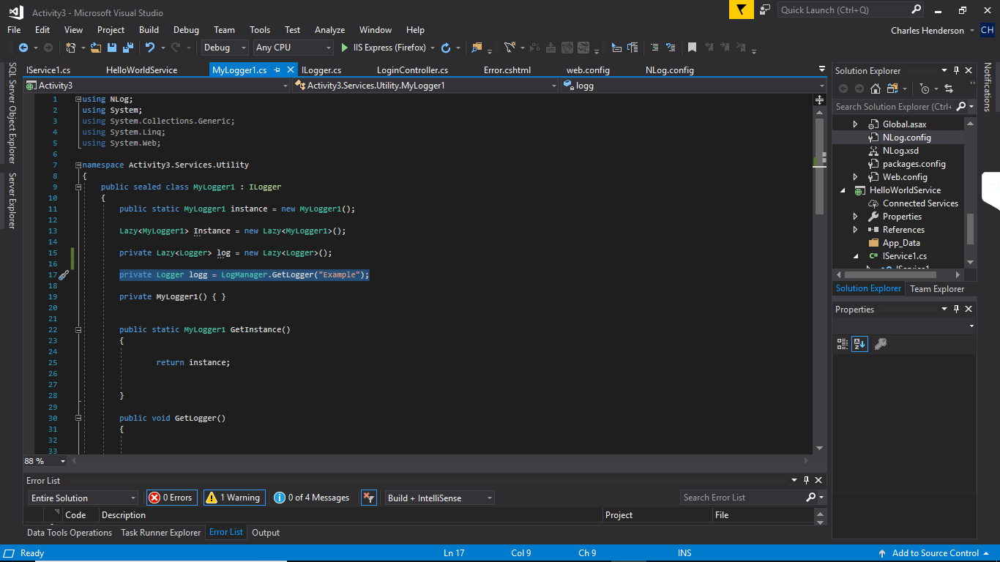 Activity3 - Microsoft Visual Studio
Quick Launch (Ctrl+Q)
File Edit View Project Build Debug Team Tools Test Analyze Window Help
Charles Henderson CH
Debug Any CPU IIS Express (Firefox)
IService1.cs HelloWorldService MyLogger1.cs ILogger.cs LoginController.cs Error.cshtml web.config NLog.config
Activity3 Activity3.Services.Utility.MyLogger1 logg
SQL Server Object Explorer
Server Explorer
1 using NLog;
2 using System;
3 using System.Collections.Generic;
4 using System.Linq;
5 using System.Web;
6
7 namespace Activity3.Services.Utility
8 {
9 public sealed class MyLogger1 : ILogger
10 {
11 public static MyLogger1 instance = new MyLogger1();
12
13 Lazy<MyLogger1> Instance = new Lazy<MyLogger1>();
14
15 private Lazy<Logger> log = new Lazy<Logger>();
16
17 private Logger logg = LogManager.GetLogger("Example");
18
19 private MyLogger1() { }
20
21
22 public static MyLogger1 GetInstance()
23 {
24
25 return instance;
26
27
28 }
29
30 public void GetLogger()
31 {
32
33
88 %
Solution Explorer
Search Solution Explorer (Ctrl+
Global.asax
NLog.config
NLog.xsd
packages.config
Web.config
HelloWorldService
Connected Services
Properties
References
App_Data
C# IService1.cs
IService1
Solution Explorer Team Explorer
Notifications
Properties
Error List
Entire Solution 0 Errors 1 Warning 0 of 4 Messages Build + IntelliSense Search Error List
Code Description Project File
Data Tools Operations Task Runner Explorer Error List Output
Ready Ln 17 Col 9 Ch 9 INS Add to Source Control